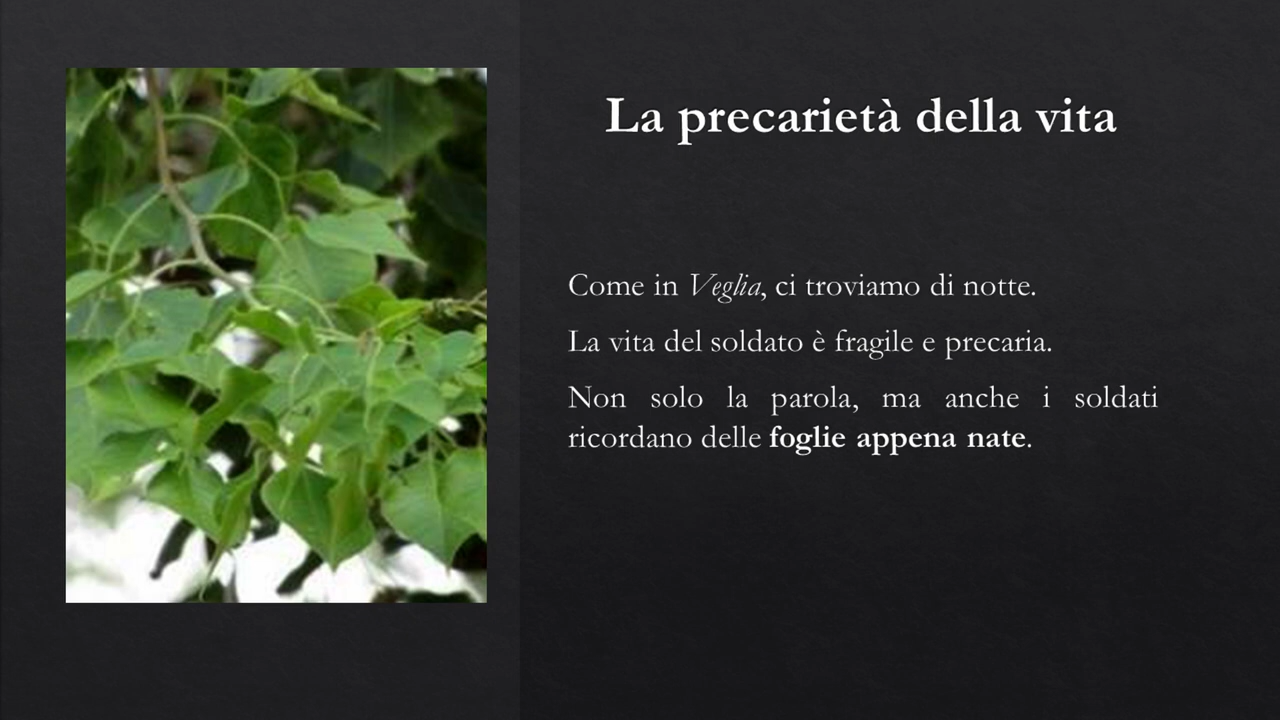 La precarietà della vita
Come in Veglia, ci troviamo di notte.
La vita del soldato è fragile e precaria.
Non solo la parola, ma anche i soldati
ricordano delle foglie appena nate.